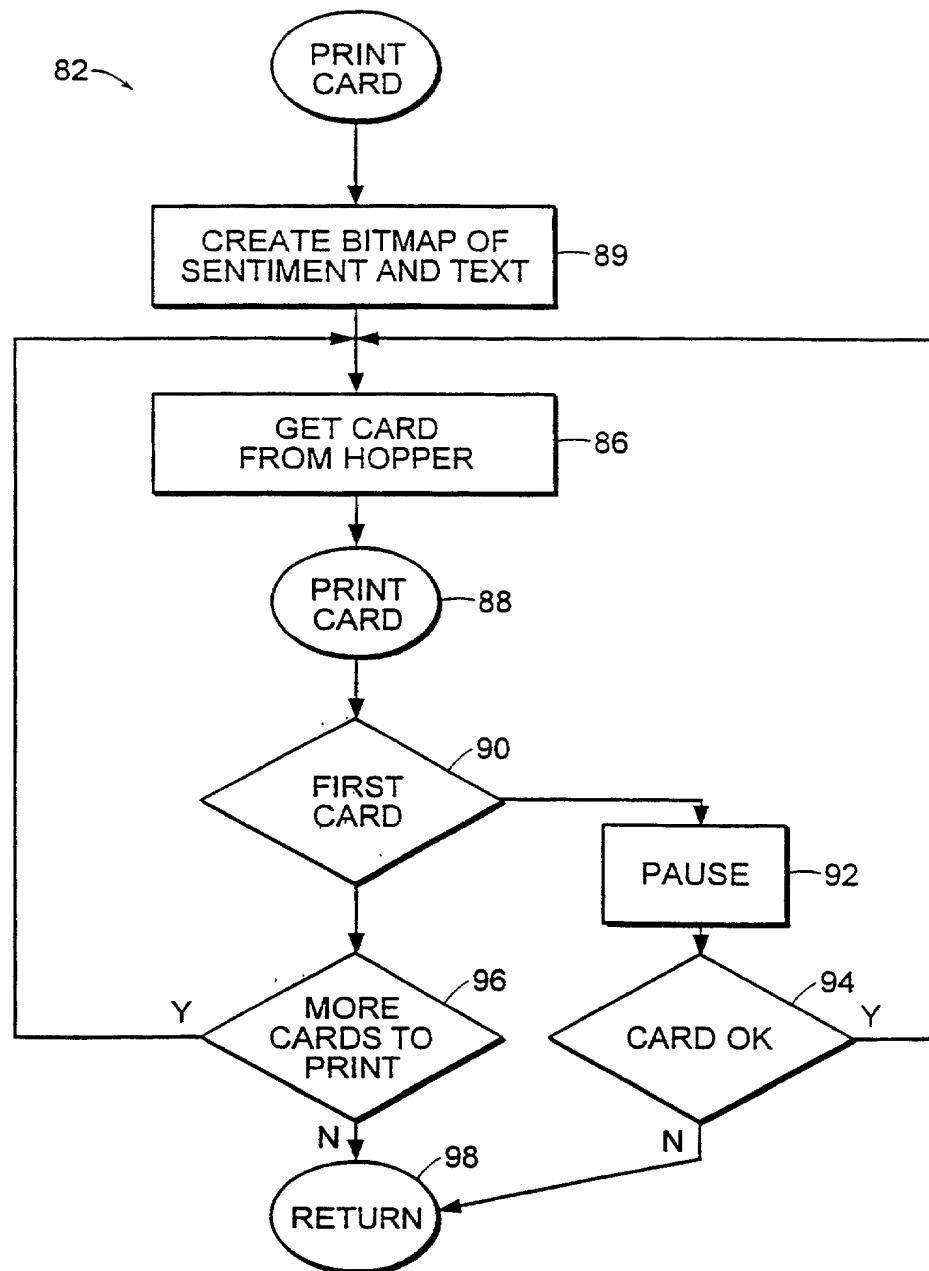 PRINT
CARD
82
CREATE BITMAP OF
SENTIMENT AND TEXT
89
GET CARD
FROM HOPPER
86
PRINT
CARD
88
90
FIRST
CARD
PAUSE
92
96
94
Y
MORE
CARDS TO
PRINT
CARD OK
Y
N
N
98
RETURN